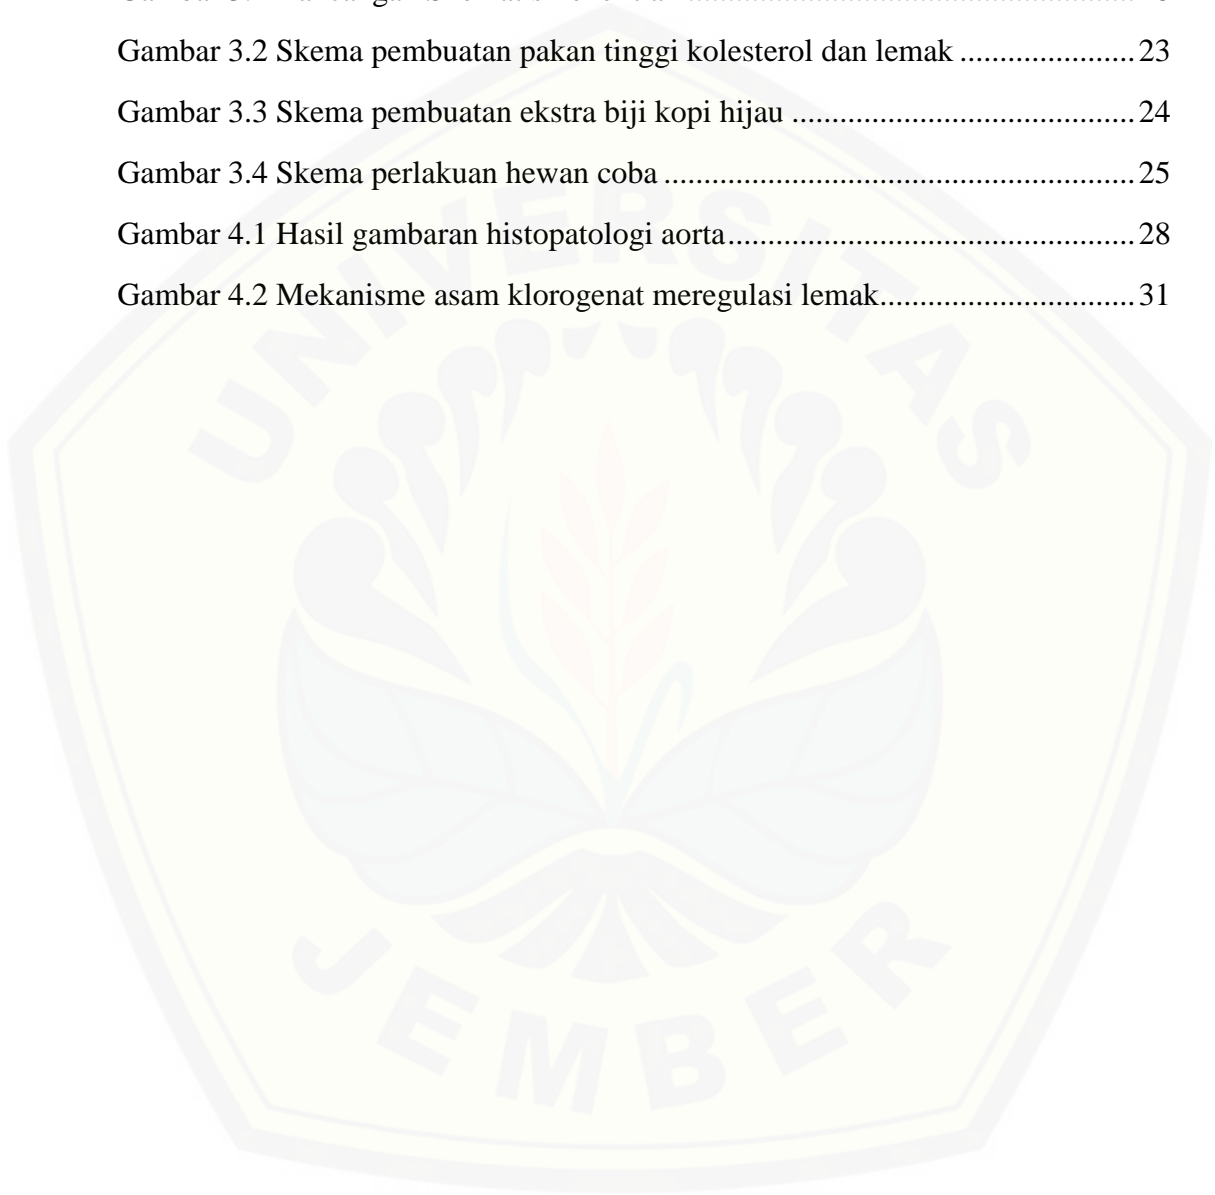 Gambar 3.2 Skema pembuatan pakan tinggi kolesterol dan lemak ...................... 23
Gambar 3.3 Skema pembuatan ekstra biji kopi hijau ........................................... 24
Gambar 3.4 Skema perlakuan hewan coba ........................................................... 25
Gambar 4.1 Hasil gambaran histopatologi aorta................................................... 28
Gambar 4.2 Mekanisme asam klorogenat meregulasi lemak................................ 31
UNIVERSITAS
JEMBER